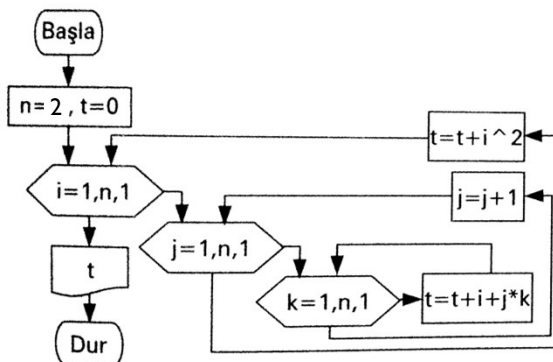 Başla
n=2 , t=0
t=t+i^2
i=1,n,1
j=j+1
j=1,n,1
t
k=1,n,1
t=t+i+j*k
Dur